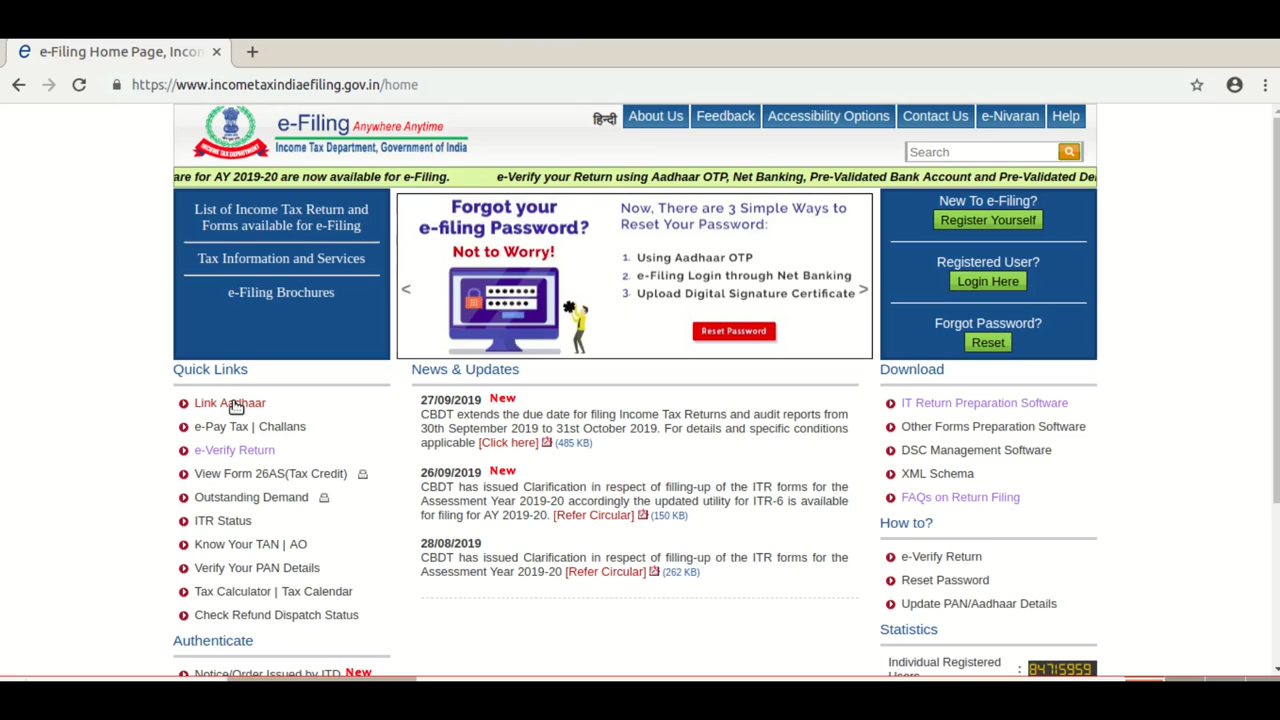 e-Filing Home Page, Incor
https://www.incometaxindiaefiling.gov.in/home
e-Filing Anywhere Anytime
Income Tax Department, Government of India
हिन्दी About Us Feedback Accessibility Options Contact Us e-Nivaran Help
Search
are for AY 2019-20 are now available for e-Filing. e-Verify your Return using Aadhaar OTP, Net Banking, Pre-Validated Bank Account and Pre-Validated De
List of Income Tax Return and
Forms available for e-Filing
Tax Information and Services
e-Filing Brochures
Forgot your
e-filing Password?
Not to Worry!
Now, There are 3 Simple Ways to
Reset Your Password:
1. Using Aadhaar OTP
2. e-Filing Login through Net Banking
3. Upload Digital Signature Certificate
Reset Password
< >
New To e-Filing?
Register Yourself
Registered User?
Login Here
Forgot Password?
Reset
Quick Links
Link Aadhaar
e-Pay Tax | Challans
e-Verify Return
View Form 26AS(Tax Credit)
Outstanding Demand
ITR Status
Know Your TAN | AO
Verify Your PAN Details
Tax Calculator | Tax Calendar
Check Refund Dispatch Status
Authenticate
Notice/Order Issued by ITD New
News & Updates
27/09/2019 New
CBDT extends the due date for filing Income Tax Returns and audit reports from
30th September 2019 to 31st October 2019. For details and specific conditions
applicable [Click here] (485 KB)
26/09/2019 New
CBDT has issued Clarification in respect of filling-up of the ITR forms for the
Assessment Year 2019-20 accordingly the updated utility for ITR-6 is available
for filing for AY 2019-20. [Refer Circular] (150 KB)
28/08/2019
CBDT has issued Clarification in respect of filling-up of the ITR forms for the
Assessment Year 2019-20 [Refer Circular] (262 KB)
Download
IT Return Preparation Software
Other Forms Preparation Software
DSC Management Software
XML Schema
FAQs on Return Filing
How to?
e-Verify Return
Reset Password
Update PAN/Aadhaar Details
Statistics
Individual Registered
Users : 84715959